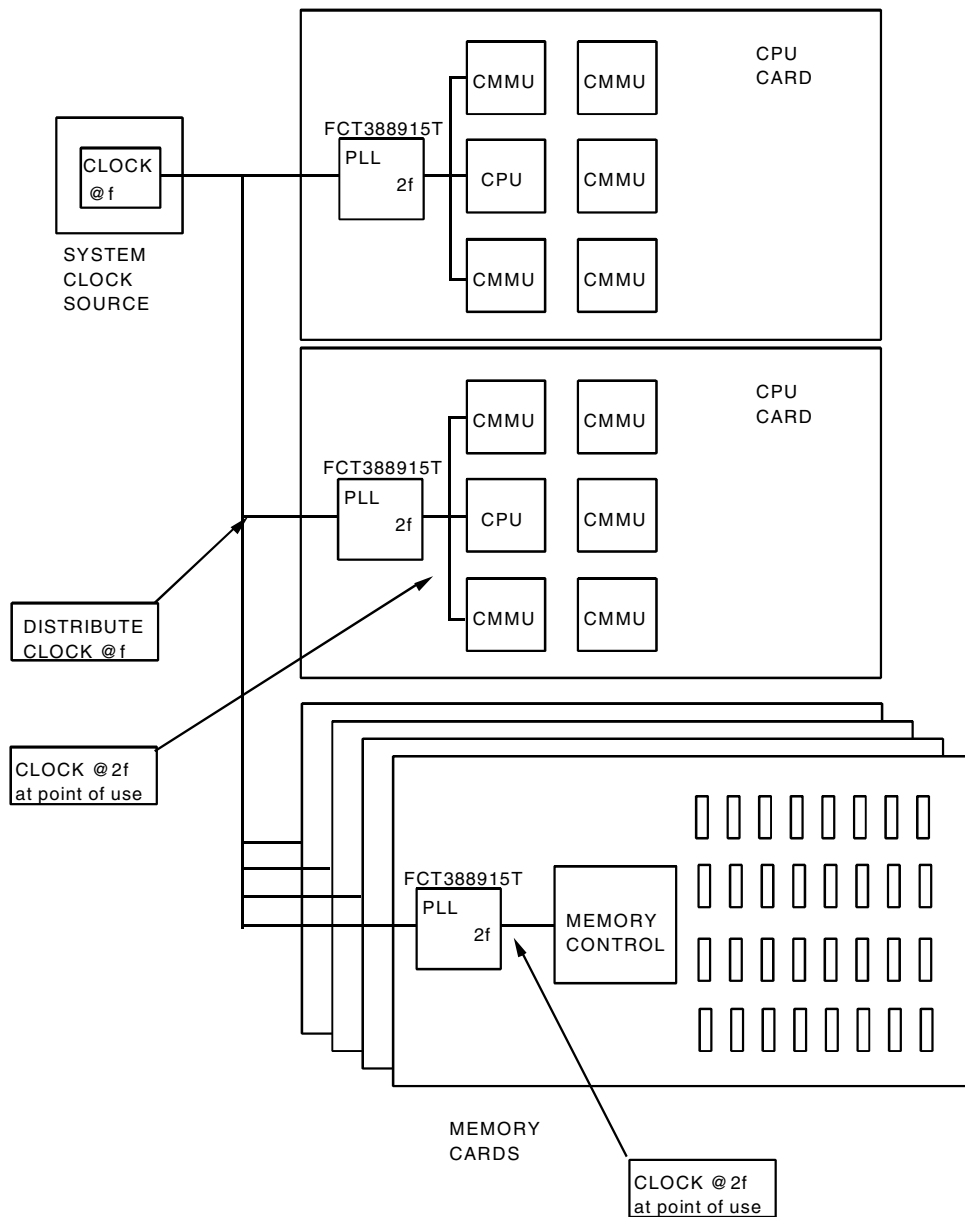 CPU
CARD
CMMU
CMMU
FCT388915T
PLL
2f
CPU
CMMU
CMMU
CMMU
CLOCK
@f
SYSTEM
CLOCK
SOURCE
CPU
CARD
CMMU
CMMU
FCT388915T
PLL
2f
CPU
CMMU
CMMU
CMMU
DISTRIBUTE
CLOCK @f
CLOCK @2f
at point of use
FCT388915T
PLL
2f
MEMORY
CONTROL
MEMORY
CARDS
CLOCK @2f
at point of use